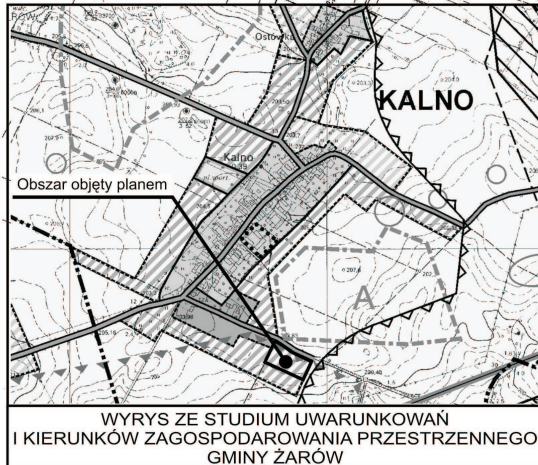 Ostówka
KALNO
Kalno
Obszar objęty planem
A
WYRYS ZE STUDIUM UWARUNKOWAŃ
I KIERUNKÓW ZAGOSPODAROWANIA PRZESTRZENNEGO
GMINY ŻARÓW